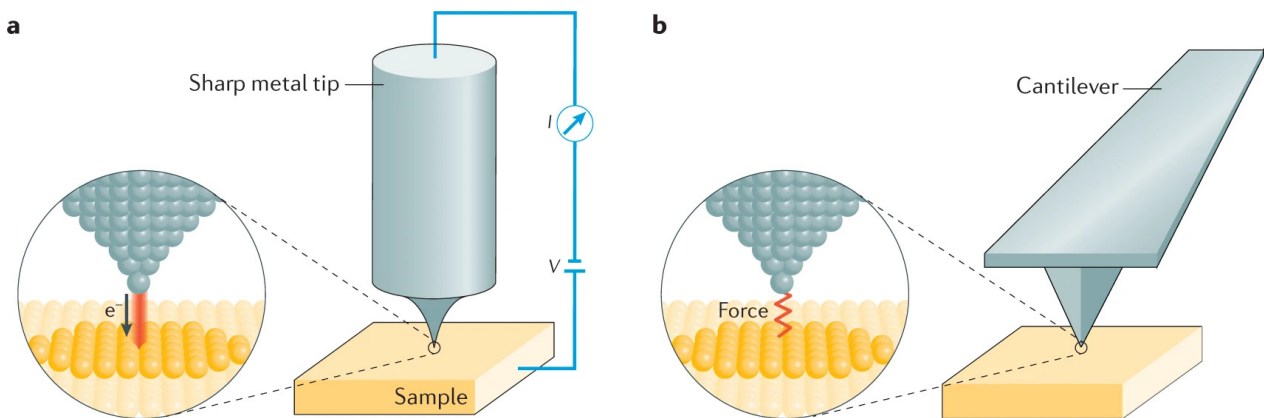 a
Sharp metal tip
I
V
e⁻
Sample
b
Cantilever
Force